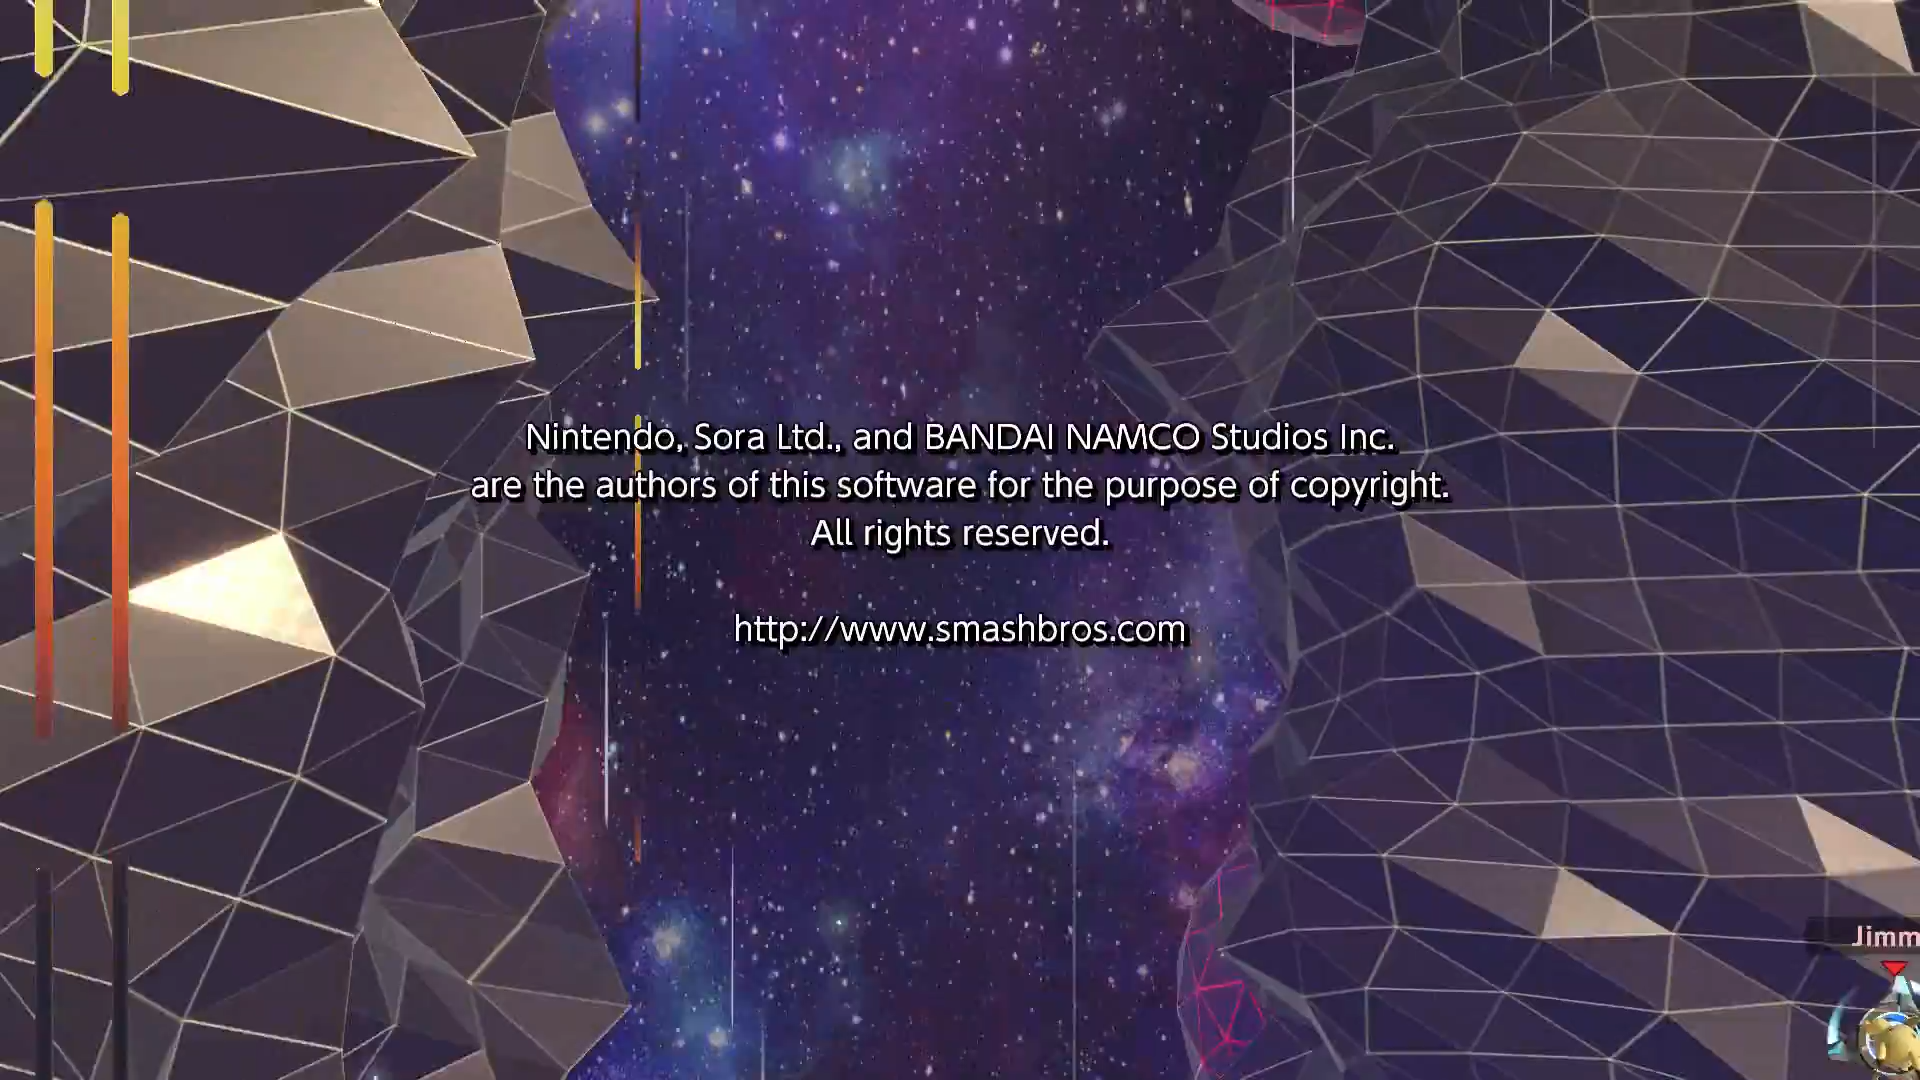 Nintendo, Sora Ltd., and BANDAI NAMCO Studios Inc.
are the authors of this software for the purpose of copyright.
All rights reserved.
http://www.smashbros.com
Jimm